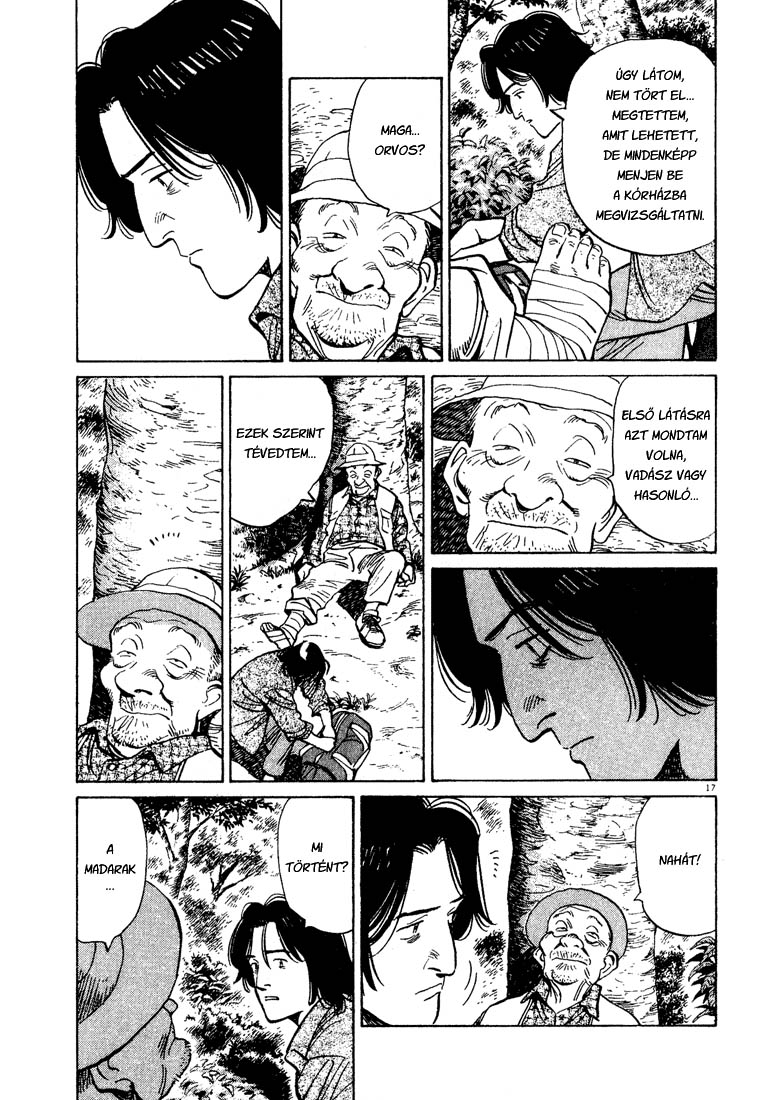 ÚGY LÁTOM,
NEM TÖRT EL...
MEGTETTEM,
AMIT LEHETETT,
DE MINDENKÉPP
MENJEN BE
A KÓRHÁZBA
MEGVIZSGÁLTATNI.
MAGA...
ORVOS?
ELSŐ LÁTÁSRA
AZT MONDTAM
VOLNA,
VADÁSZ VAGY
HASONLÓ...
EZEK SZERINT
TÉVEDTEM...
17
NAHÁT!
MI
TÖRTÉNT?
A
MADARAK
...